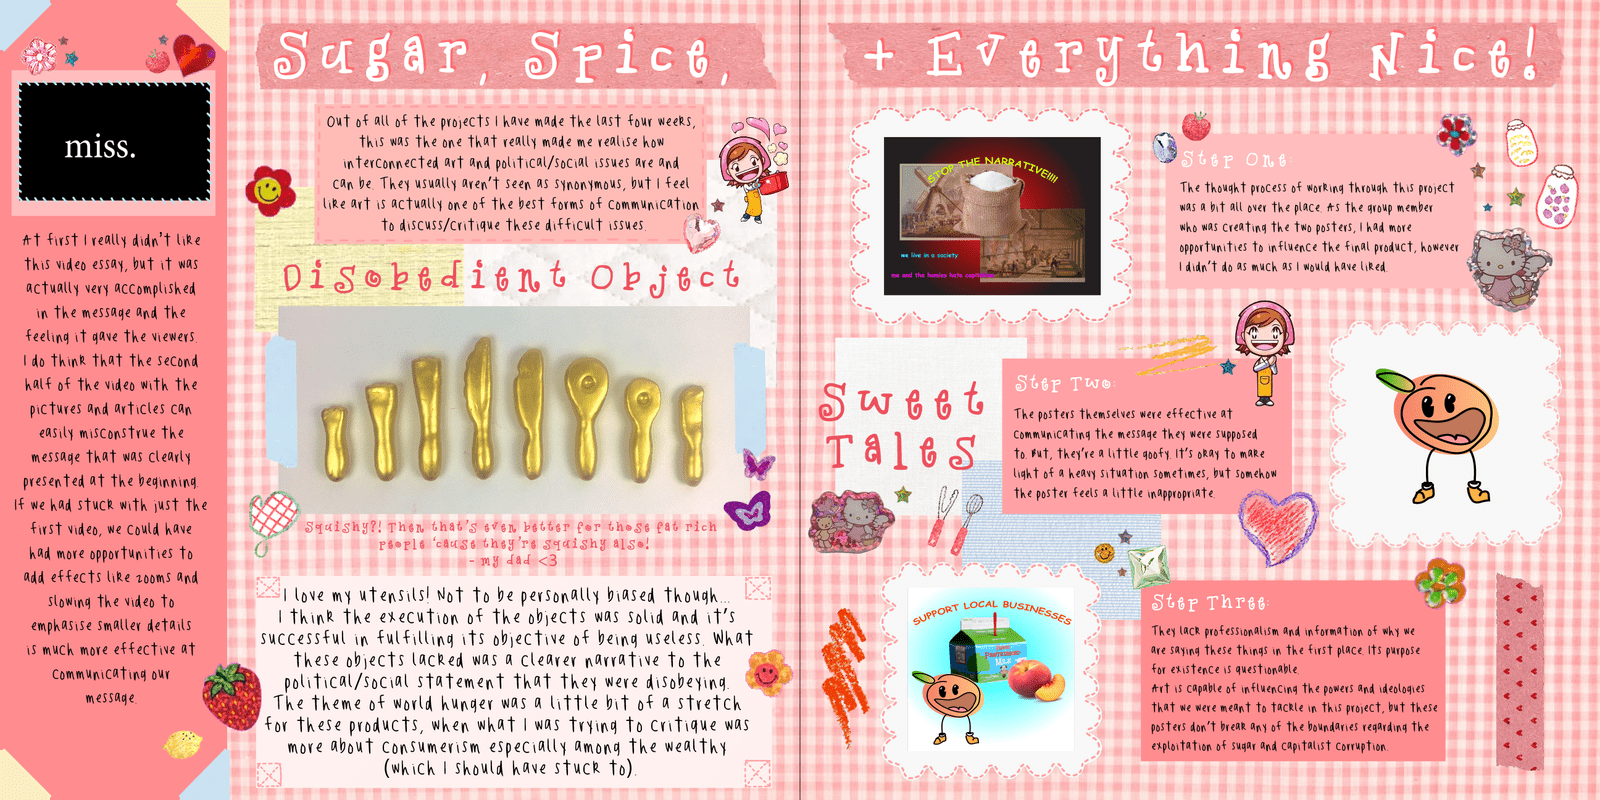 Sugar, Spice,
+ Everything Nice!
miss.
At first I really didn't like
this video essay, but it was
actually very accomplished
in the message and the
feeling it gave the viewers.
I do think that the second
half of the video with the
pictures and articles can
easily misconstrue the
message that was clearly
presented at the beginning.
If we had stuck with just the
first video, we could have
had more opportunities to
add effects like zooms and
slowing the video to
emphasise smaller details
is much more effective at
communicating our
message.
Out of all of the projects I have made the last four weeks,
this was the one that really made me realise how
interconnected art and political/social issues are and
can be. They usually aren't seen as synonymous, but I feel
like art is actually one of the best forms of communication
to discuss/critique these difficult issues.
Disobedient Object
Squishy?! Then that's even better for those fat rich
people 'cause they're squishy also!
- my dad <3
I love my utensils! Not to be personally biased though...
I think the execution of the objects was solid and it's
successful in fulfilling its objective of being useless. What
these objects lacked was a clearer narrative to the
political/social statement that they were disobeying.
The theme of world hunger was a little bit of a stretch
for these products, when what I was trying to critique was
more about consumerism especially among the wealthy
(which I should have stuck to).
STOP THE NARRATIVE!!!!
we live in a society
me and the homies hate capitalism
Step One:
The thought process of working through this project
was a bit all over the place. As the group member
who was creating the two posters, I had more
opportunities to influence the final product, however
I didn't do as much as I would have liked.
Sweet
Tales
Step Two:
The posters themselves were effective at
communicating the message they were supposed
to. But, they're a little goofy. It's okay to make
light of a heavy situation sometimes, but somehow
the poster feels a little inappropriate.
SUPPORT LOCAL BUSINESSES
Milk
Step Three:
They lack professionalism and information of why we
are saying these things in the first place. Its purpose
for existence is questionable.
Art is capable of influencing the powers and ideologies
that we were meant to tackle in this project, but these
posters don't break any of the boundaries regarding the
exploitation of sugar and capitalist corruption.